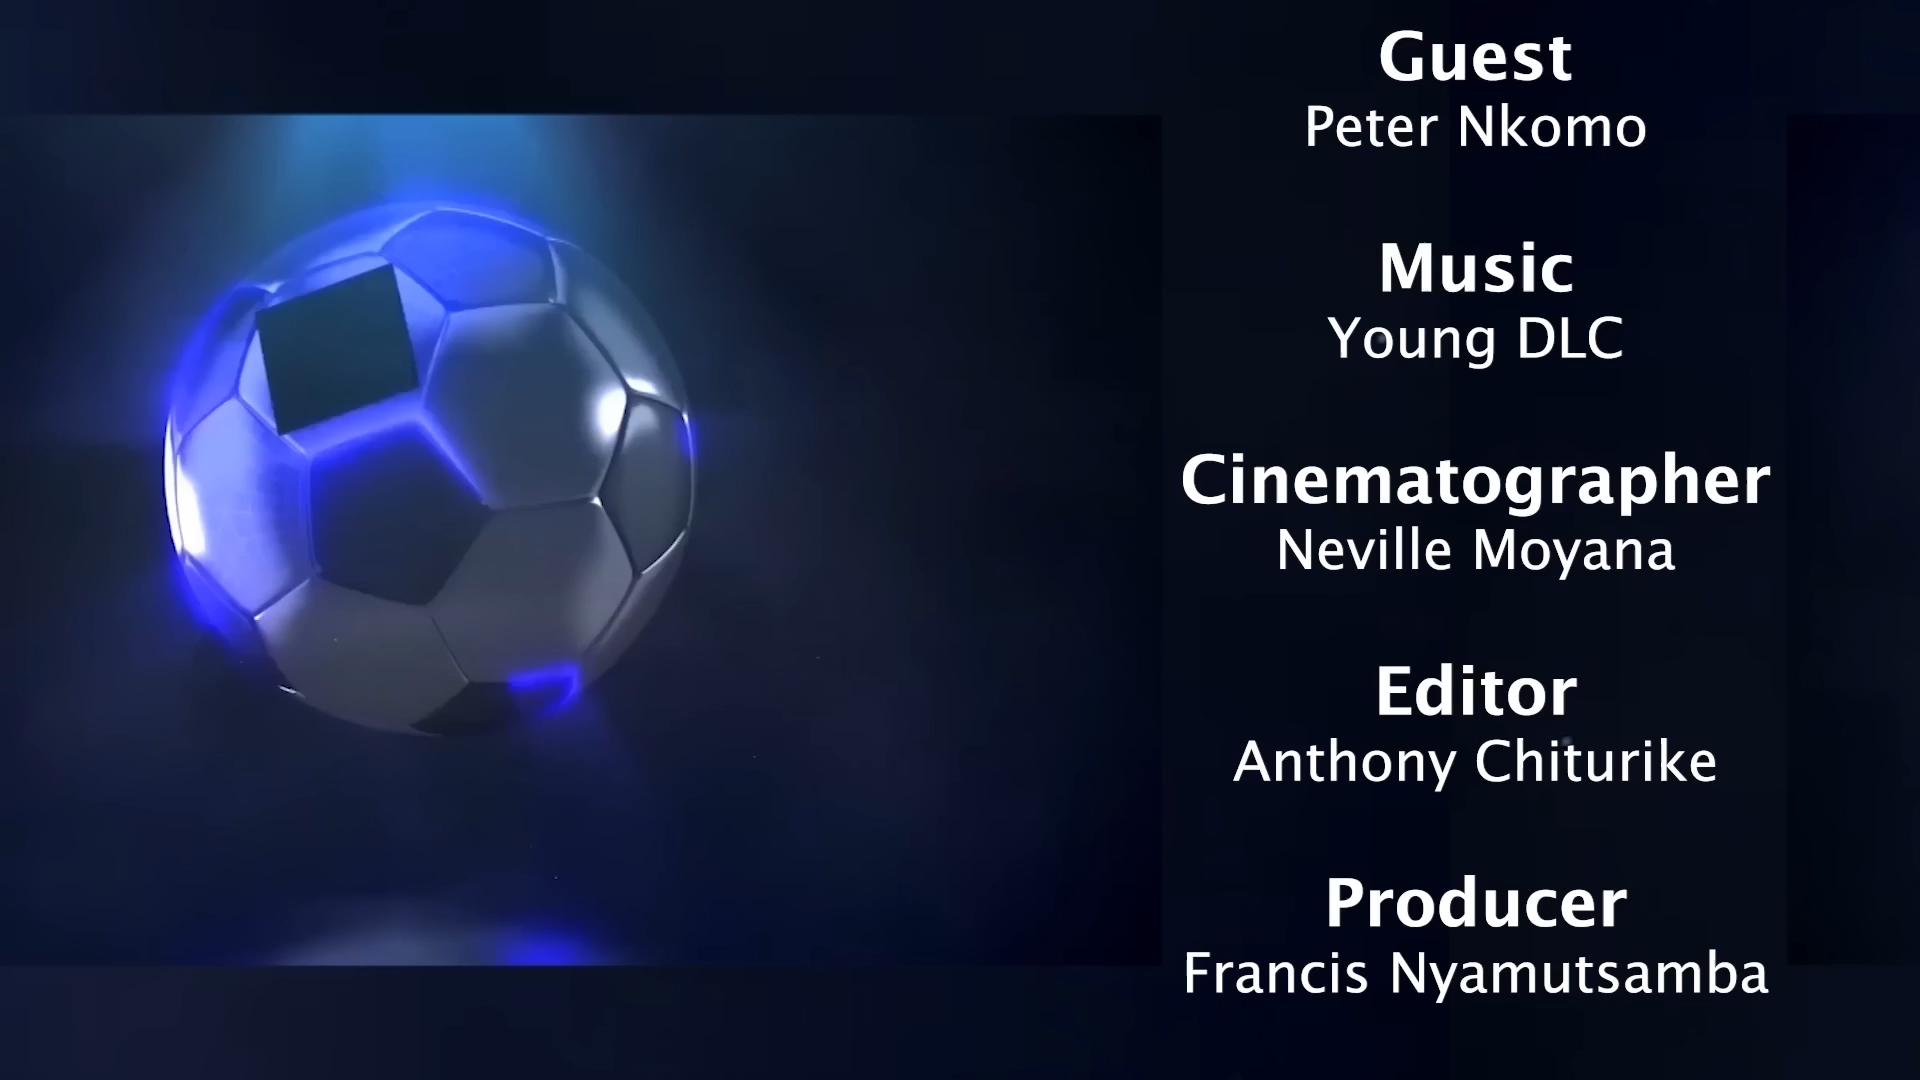 Guest
Peter Nkomo
Music
Young DLC
Cinematographer
Neville Moyana
Editor
Anthony Chiturike
Producer
Francis Nyamutsamba